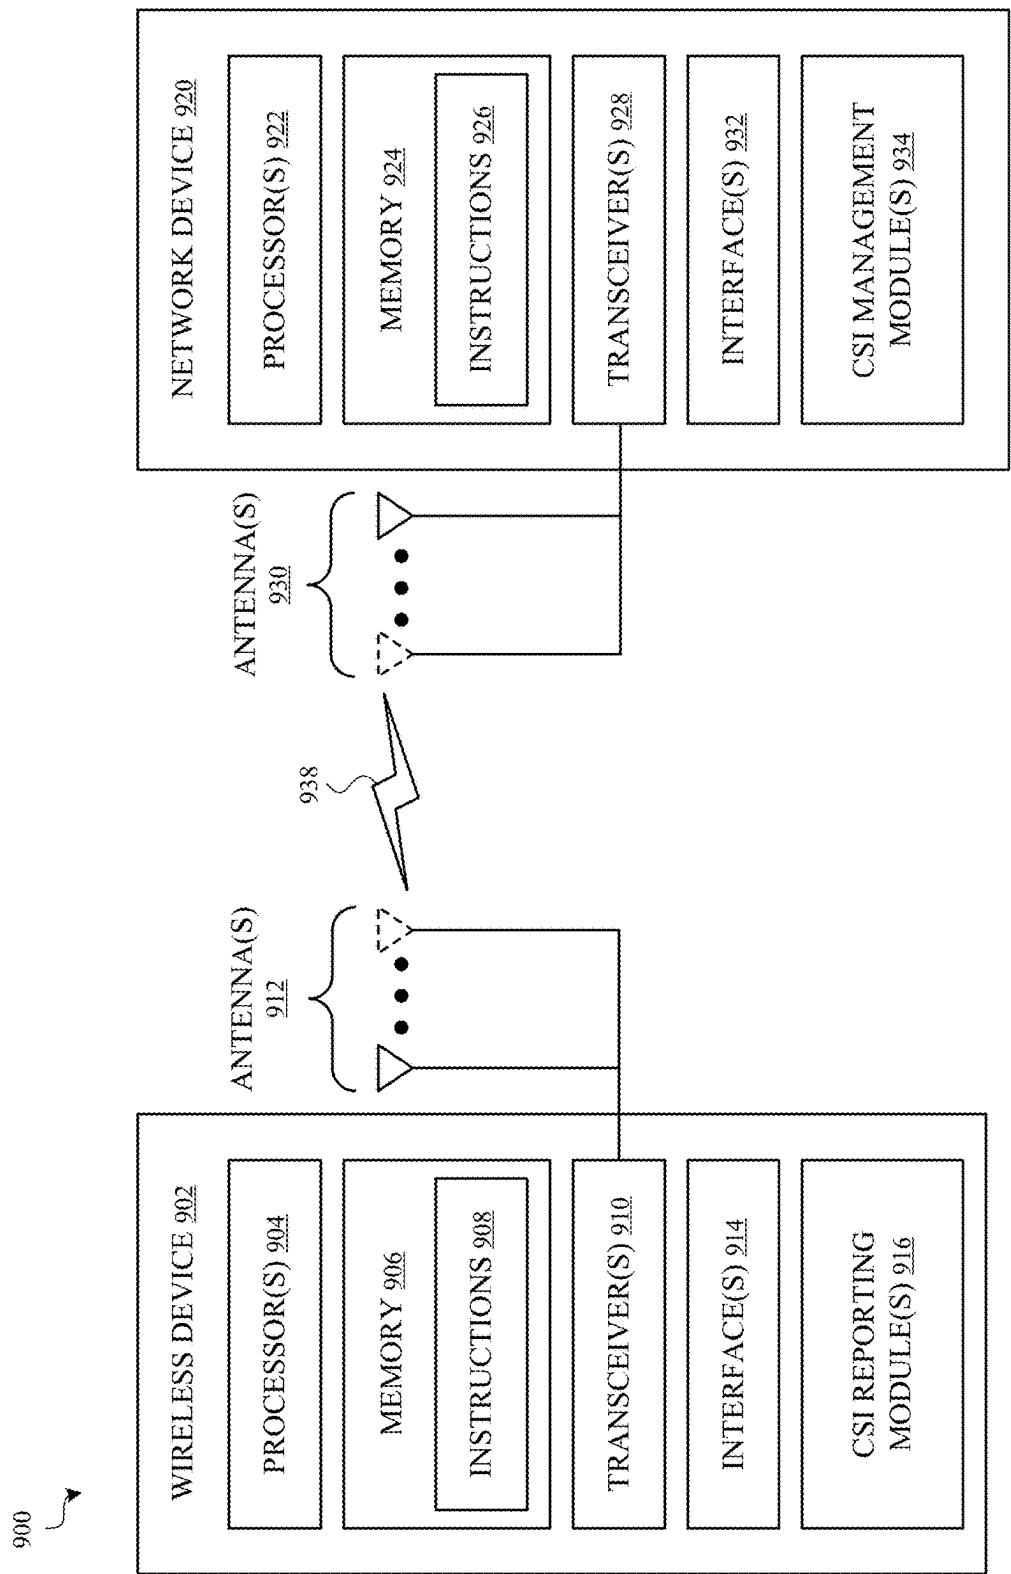 900
WIRELESS DEVICE 902
PROCESSOR(S) 904
MEMORY 906
INSTRUCTIONS 908
TRANSCEIVER(S) 910
INTERFACE(S) 914
CSI REPORTING
MODULE(S) 916
ANTENNA(S)
912
938
ANTENNA(S)
930
NETWORK DEVICE 920
PROCESSOR(S) 922
MEMORY 924
INSTRUCTIONS 926
TRANSCEIVER(S) 928
INTERFACE(S) 932
CSI MANAGEMENT
MODULE(S) 934